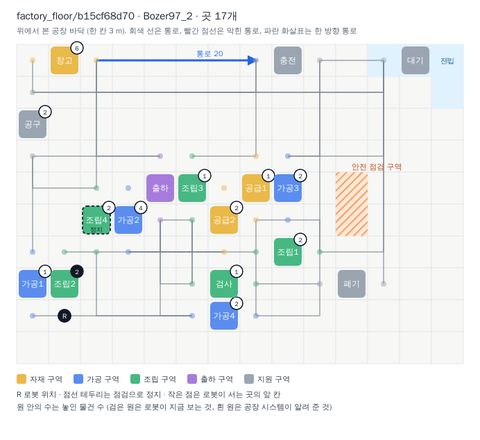 factory_floor/b15cf68d70 · Bozer97_2 · 곳 17개
위에서 본 공장 바닥 (한 칸 3 m). 회색 선은 통로, 빨간 점선은 막힌 통로, 파란 화살표는 한 방향 통로
6
창고
통로 20
충전
대기
전립
2
공구
안전 점검 구역
출하
1
조립3
1
공급1
2
가공3
2
조립4
정지
4
가공2
2
공급2
2
조립1
1
가공1
2
조립2
1
검사
폐기
R
2
가공4
자재 구역
가공 구역
조립 구역
출하 구역
지원 구역
R 로봇 위치 · 점선 테두리는 점검으로 정지 · 작은 점은 로봇이 서는 곳의 앞 칸
원 안의 수는 놓인 물건 수 (검은 원은 로봇이 지금 보는 것, 흰 원은 공장 시스템이 알려 준 것)